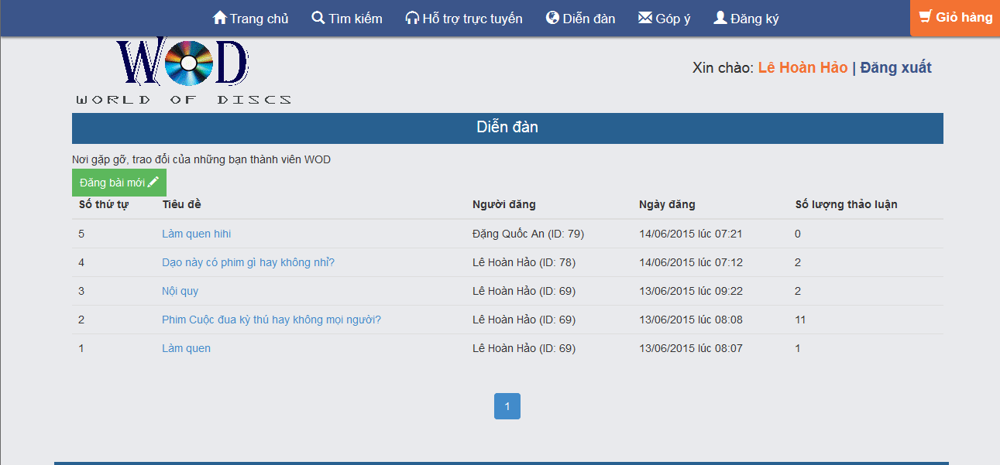 Trang chủ Tìm kiếm Hỗ trợ trực tuyến Diễn đàn Góp ý Đăng ký Giỏ hàng
WOD
WORLD OF DISCS
Xin chào: Lê Hoàn Hảo | Đăng xuất
Diễn đàn
Nơi gặp gỡ, trao đổi của những bạn thành viên WOD
Đăng bài mới
Số thứ tự Tiêu đề Người đăng Ngày đăng Số lượng thảo luận
5 Làm quen hihi Đặng Quốc An (ID: 79) 14/06/2015 lúc 07:21 0
4 Dạo này có phim gì hay không nhỉ? Lê Hoàn Hảo (ID: 78) 14/06/2015 lúc 07:12 2
3 Nội quy Lê Hoàn Hảo (ID: 69) 13/06/2015 lúc 09:22 2
2 Phim Cuộc đua kỳ thú hay không mọi người? Lê Hoàn Hảo (ID: 69) 13/06/2015 lúc 08:08 11
1 Làm quen Lê Hoàn Hảo (ID: 69) 13/06/2015 lúc 08:07 1
1